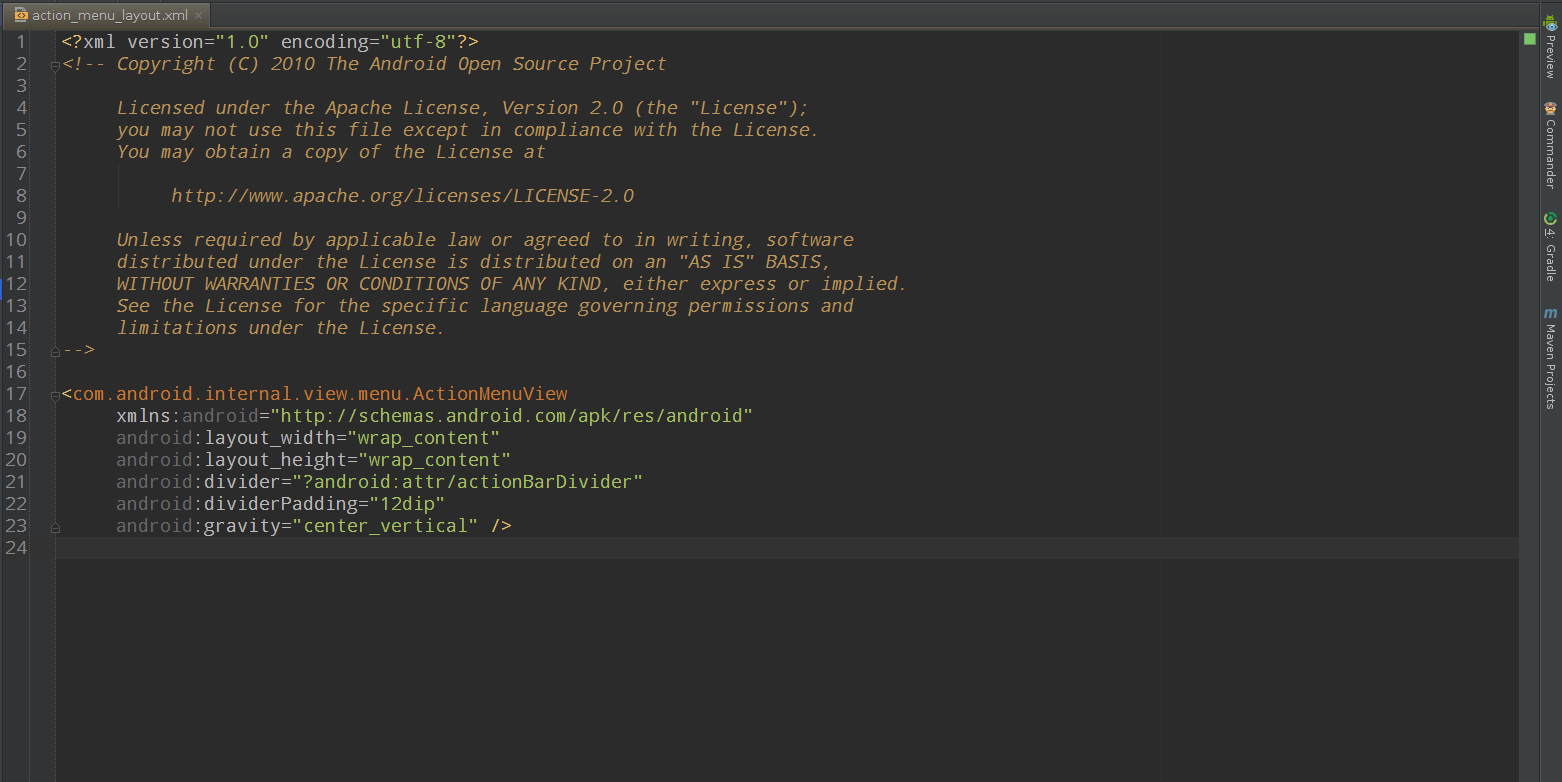 action_menu_layout.xml
1 <?xml version="1.0" encoding="utf-8"?>
2 <!-- Copyright (C) 2010 The Android Open Source Project
3
4 Licensed under the Apache License, Version 2.0 (the "License");
5 you may not use this file except in compliance with the License.
6 You may obtain a copy of the License at
7
8 http://www.apache.org/licenses/LICENSE-2.0
9
10 Unless required by applicable law or agreed to in writing, software
11 distributed under the License is distributed on an "AS IS" BASIS,
12 WITHOUT WARRANTIES OR CONDITIONS OF ANY KIND, either express or implied.
13 See the License for the specific language governing permissions and
14 limitations under the License.
15 -->
16
17 <com.android.internal.view.menu.ActionMenuView
18 xmlns:android="http://schemas.android.com/apk/res/android"
19 android:layout_width="wrap_content"
20 android:layout_height="wrap_content"
21 android:divider="?android:attr/actionBarDivider"
22 android:dividerPadding="12dip"
23 android:gravity="center_vertical" />
24
Preview
Commander
4: Gradle
m Maven Projects